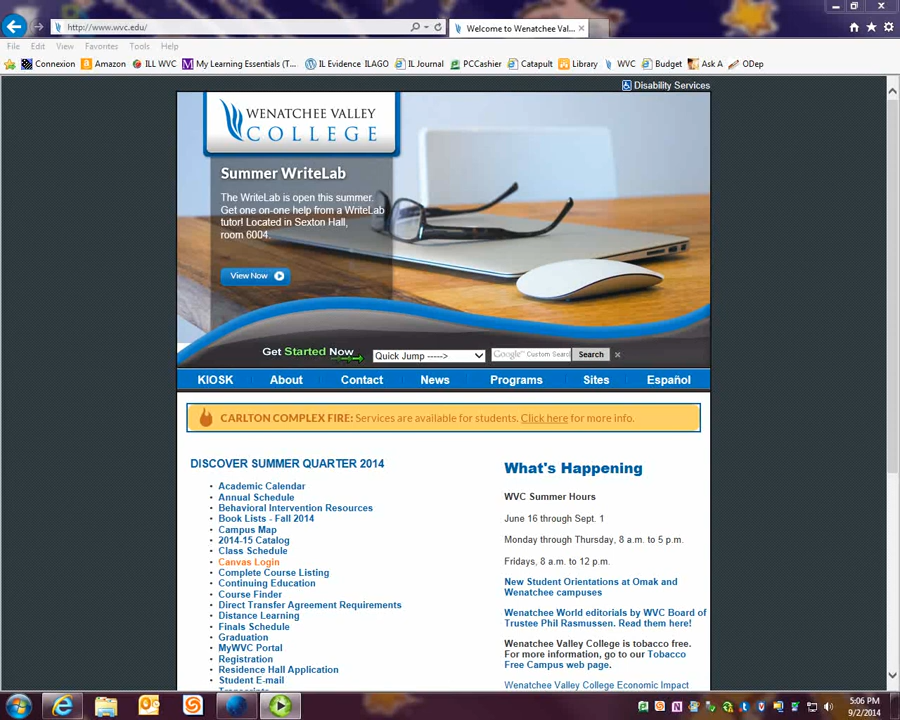 http://www.wvc.edu/
Welcome to Wenatchee Val...
File Edit View Favorites Tools Help
Connexion Amazon ILL WVC My Learning Essentials (T... IL Evidence ILAGO IL Journal PCCashier Catapult Library WVC Budget Ask A ODep
Disability Services
WENATCHEE VALLEY
COLLEGE
Summer WriteLab
The WriteLab is open this summer.
Get one on-one help from a WriteLab
tutor! Located in Sexton Hall,
room 6004.
View Now
Get Started Now
Quick Jump ----->
Google™ Custom Searc
Search
KIOSK About Contact News Programs Sites Español
CARLTON COMPLEX FIRE: Services are available for students. Click here for more info.
DISCOVER SUMMER QUARTER 2014
Academic Calendar
Annual Schedule
Behavioral Intervention Resources
Book Lists - Fall 2014
Campus Map
2014-15 Catalog
Class Schedule
Canvas Login
Complete Course Listing
Continuing Education
Course Finder
Direct Transfer Agreement Requirements
Distance Learning
Finals Schedule
Graduation
MyWVC Portal
Registration
Residence Hall Application
Student E-mail
Transcripts
What's Happening
WVC Summer Hours
June 16 through Sept. 1
Monday through Thursday, 8 a.m. to 5 p.m.
Fridays, 8 a.m. to 12 p.m.
New Student Orientations at Omak and
Wenatchee campuses
Wenatchee World editorials by WVC Board of
Trustee Phil Rasmussen. Read them here!
Wenatchee Valley College is tobacco free.
For more information, go to our Tobacco
Free Campus web page.
Wenatchee Valley College Economic Impact
5:06 PM
9/2/2014